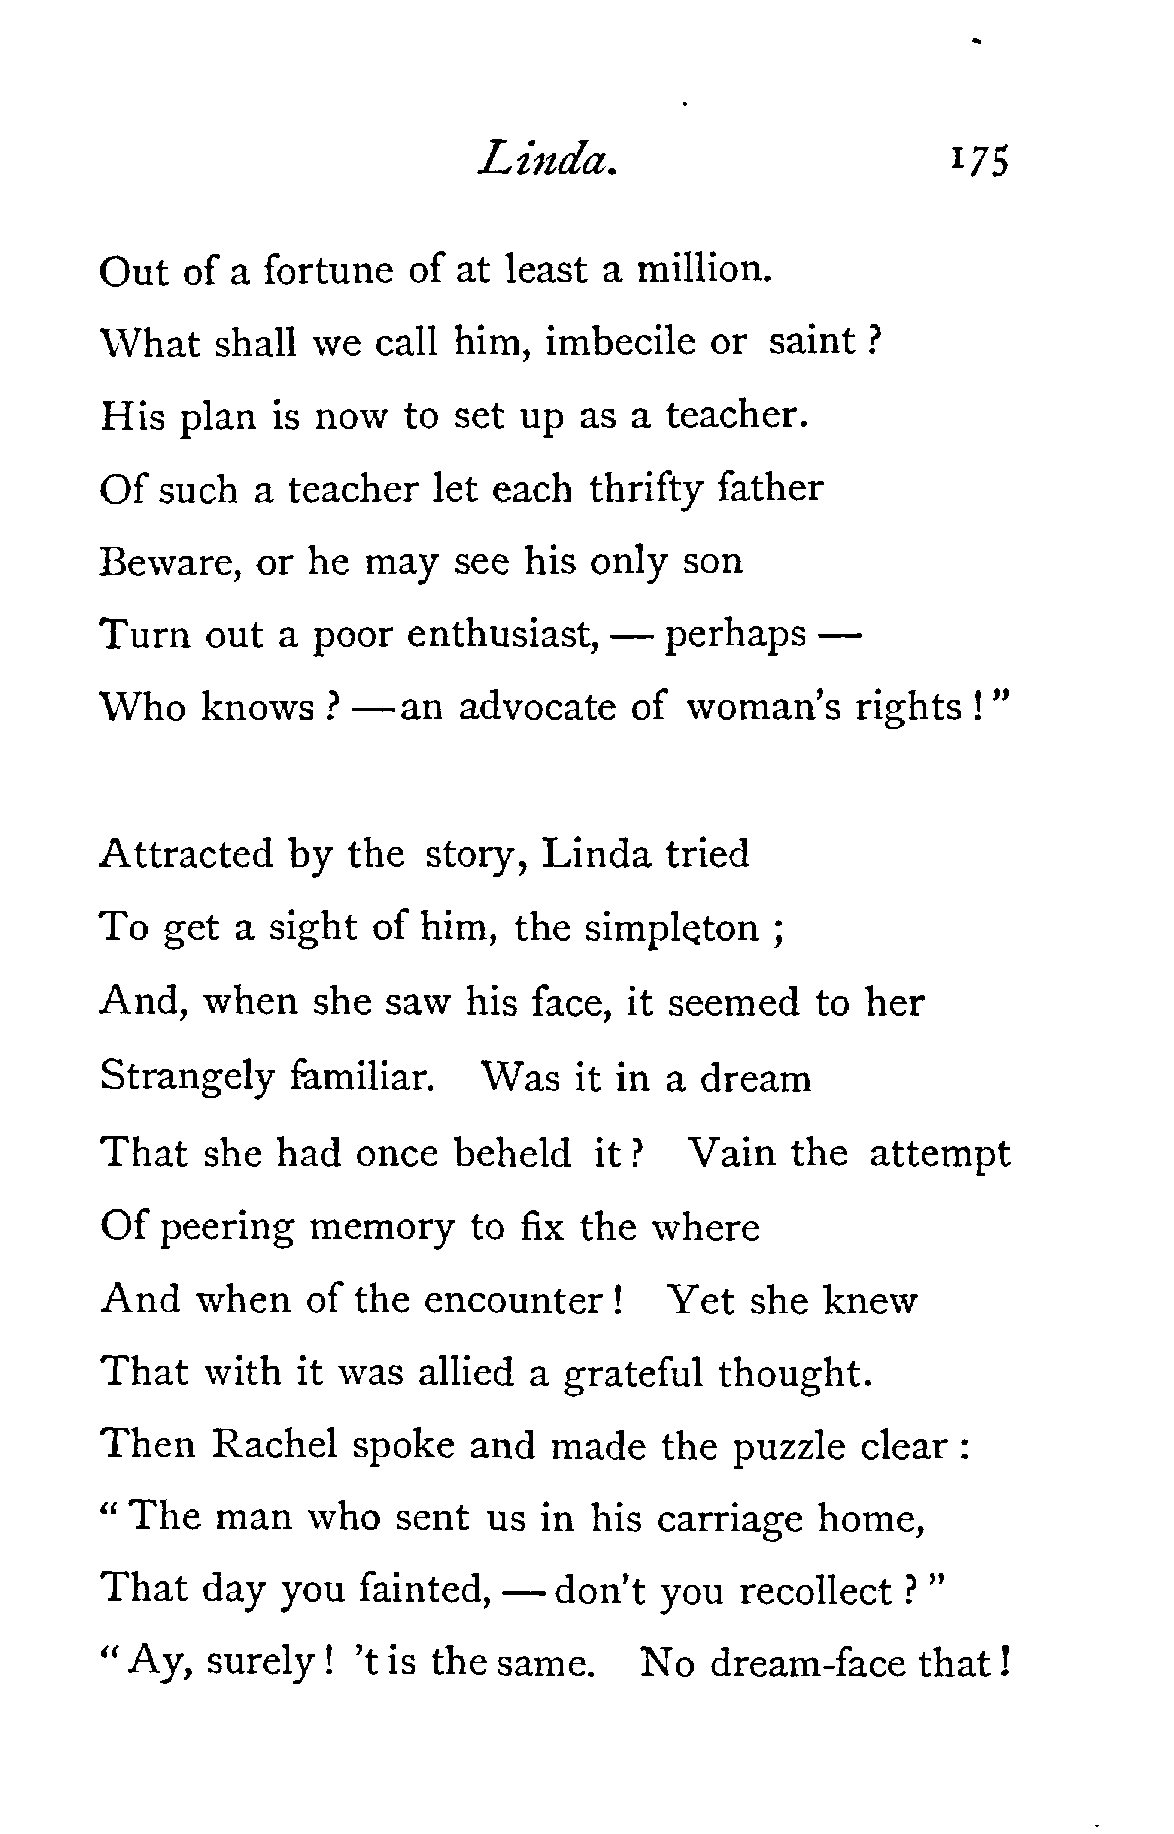 Linda. 175
Out of a fortune of at least a million.
What shall we call him, imbecile or saint ?
His plan is now to set up as a teacher.
Of such a teacher let each thrifty father
Beware, or he may see his only son
Turn out a poor enthusiast, — perhaps —
Who knows ? — an advocate of woman's rights ! "
Attracted by the story, Linda tried
To get a sight of him, the simpleton ;
And, when she saw his face, it seemed to her
Strangely familiar. Was it in a dream
That she had once beheld it ? Vain the attempt
Of peering memory to fix the where
And when of the encounter ! Yet she knew
That with it was allied a grateful thought.
Then Rachel spoke and made the puzzle clear :
" The man who sent us in his carriage home,
That day you fainted, — don't you recollect ? "
" Ay, surely ! 't is the same. No dream-face that !